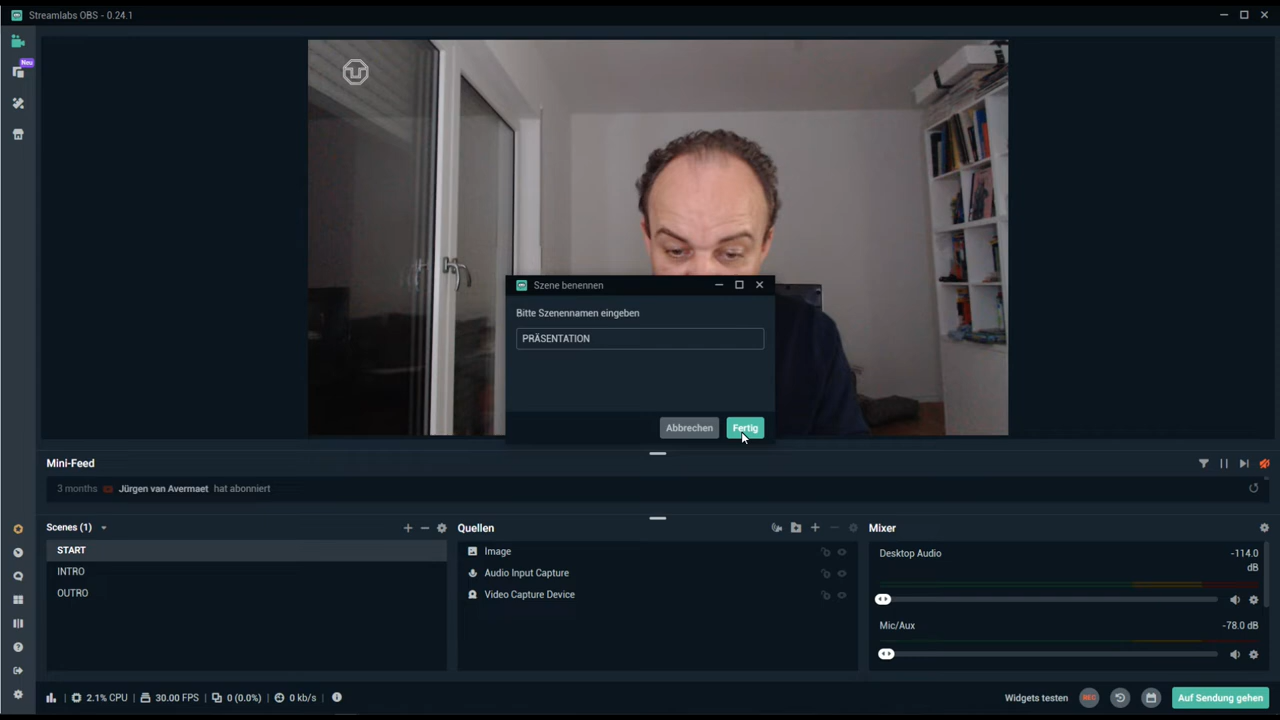 Streamlabs OBS - 0.24.1
Neu
Szene benennen
Bitte Szenennamen eingeben
PRÄSENTATION
Abbrechen
Fertig
Mini-Feed
3 months Jürgen van Avermaet hat abonniert
Scenes (1)
START
INTRO
OUTRO
Quellen
Image
Audio Input Capture
Video Capture Device
Mixer
Desktop Audio
-114.0
dB
Mic/Aux
-78.0 dB
2.1% CPU
30.00 FPS
0 (0.0%)
0 kb/s
Widgets testen
REC
Auf Sendung gehen